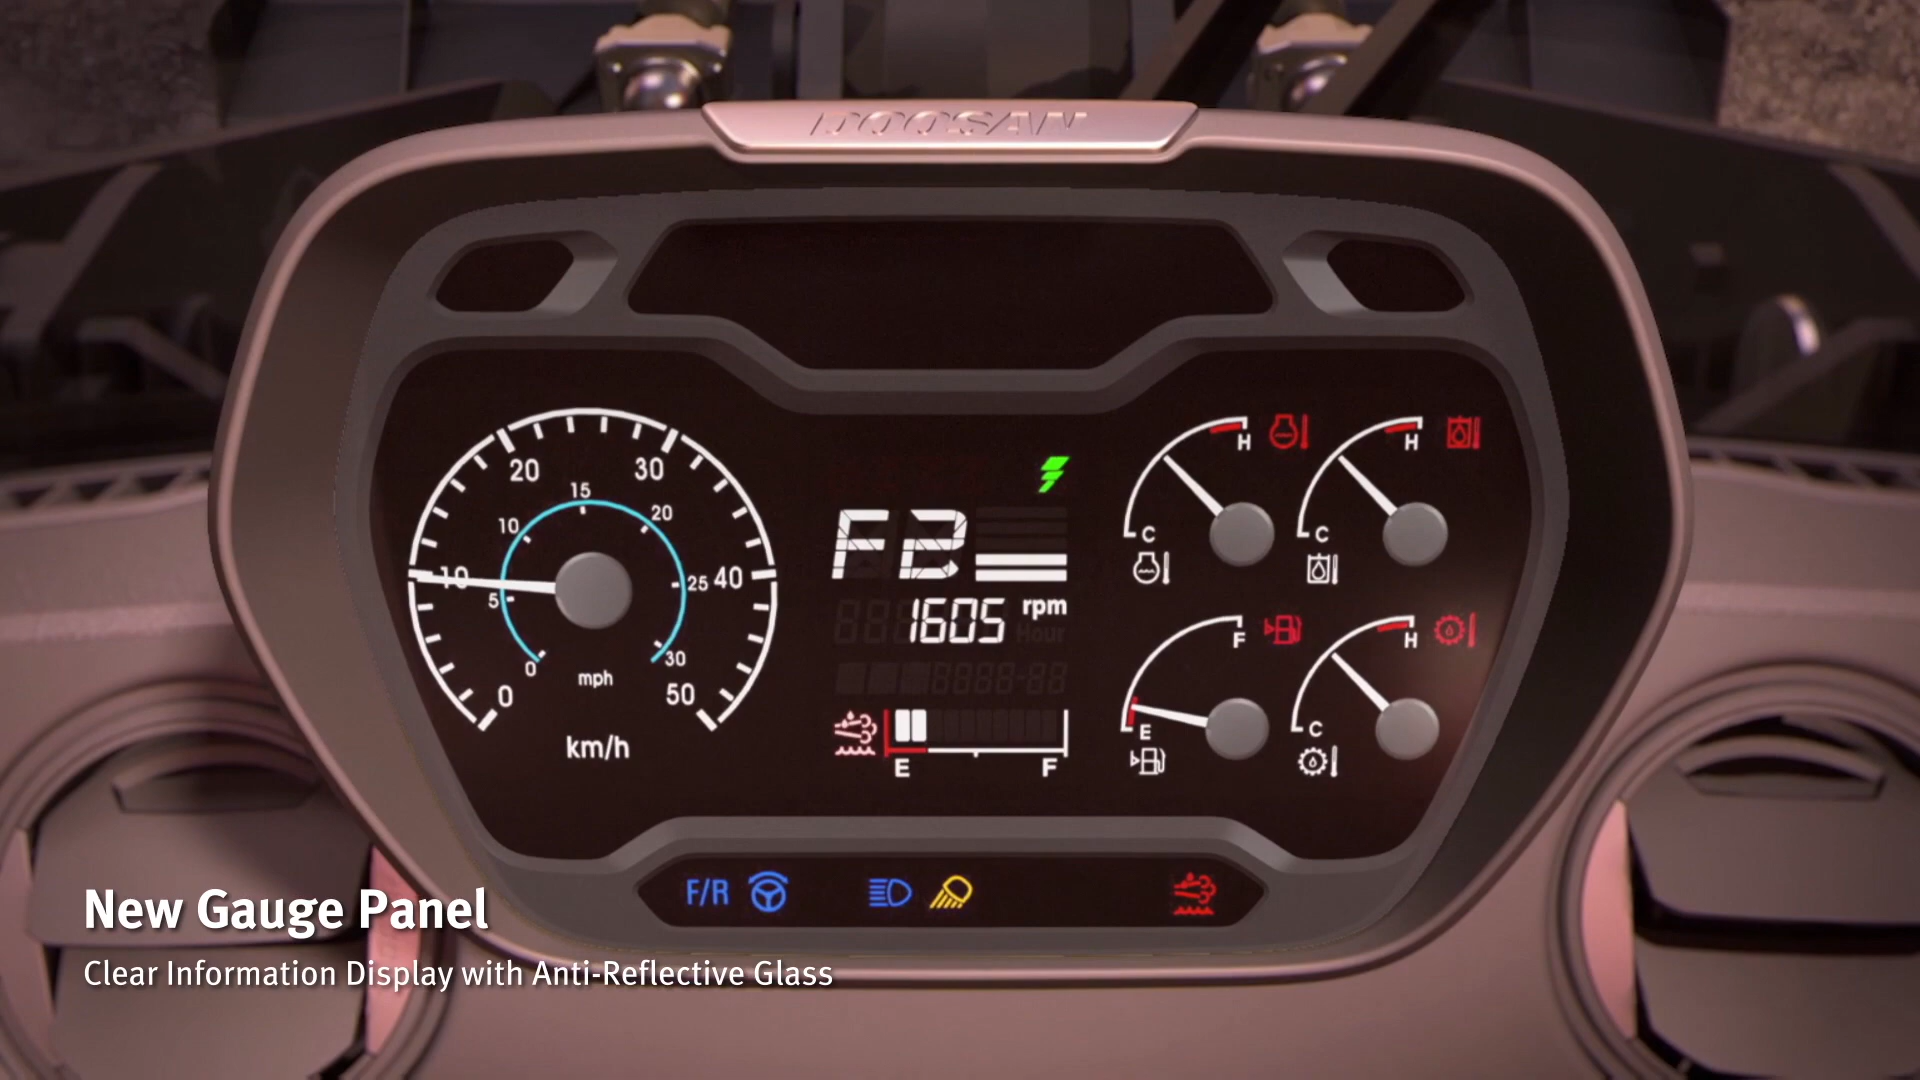 DOOSAN
20 30
10 40
0 50
15
10 20
5 25
0 30
mph
km/h
F2
1605 rpm
Hour
E F
H
C
H
C
F
E
H
C
F/R
New Gauge Panel
Clear Information Display with Anti-Reflective Glass